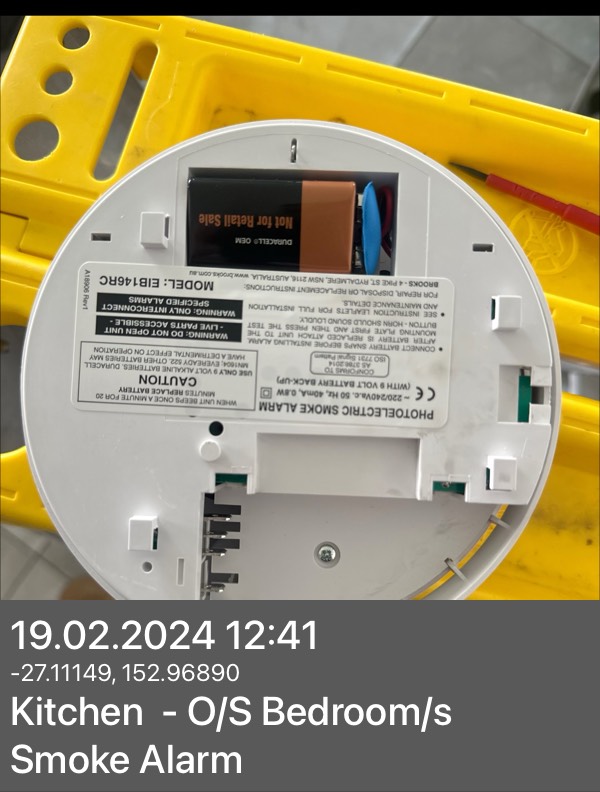 DURACELL® OEM
Not for Retail Sale
A18906 Rev1
PHOTOELECTRIC SMOKE ALARM
~ 220/240Va.c. 50 Hz, 40mA, 0.8W
(WITH 9 VOLT BATTERY BACK-UP)
CONFORMS TO
AS 3786:2014
ISO 7731 Signal Pattern
WHEN UNIT BEEPS ONCE A MINUTE FOR 20
MINUTES REPLACE BATTERY
CAUTION
USE ONLY 9 VOLT ALKALINE BATTERIES, DURACELL
MN1604/ EVEREADY 522. OTHER BATTERIES MAY
HAVE A DETRIMENTAL EFFECT ON OPERATION
WARNING: DO NOT OPEN UNIT
- LIVE PARTS ACCESSIBLE -
WARNING: ONLY INTERCONNECT
SPECIFIED ALARMS
MODEL: EIB146RC
• CONNECT BATTERY SNAPS BEFORE INSTALLING ALARM.
AFTER BATTERY IS REPLACED ATTACH UNIT TO THE
MOUNTING PLATE FIRST AND THEN PRESS THE TEST
BUTTON - HORN SHOULD SOUND LOUDLY.
• SEE INSTRUCTION LEAFLET FOR FULL INSTALLATION
AND MAINTENANCE DETAILS.
FOR REPAIR, DISPOSAL OR REPLACEMENT INSTRUCTIONS:
BROOKS - 4 PIKE ST, RYDALMERE, NSW 2116, AUSTRALIA. www.brooks.com.au
19.02.2024 12:41
-27.11149, 152.96890
Kitchen - O/S Bedroom/s
Smoke Alarm